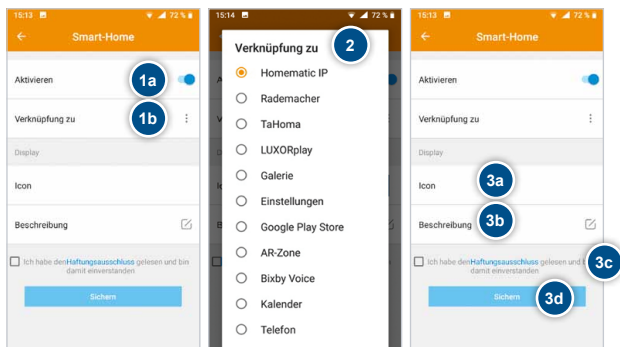 15:13
72 %
Smart-Home
Aktivieren
1a
Verknüpfung zu
1b
Display
Icon
Beschreibung
Ich habe den Haftungsausschluss gelesen und bin
damit einverstanden
Sichern
15:14
72 %
Verknüpfung zu
2
Homematic IP
Rademacher
TaHoma
LUXORplay
Galerie
Einstellungen
Google Play Store
AR-Zone
Bixby Voice
Kalender
Telefon
15:13
72 %
Smart-Home
Aktivieren
Verknüpfung zu
Display
Icon
3a
Beschreibung
3b
Ich habe den Haftungsausschluss gelesen und
3c
damit einverstanden
Sichern
3d